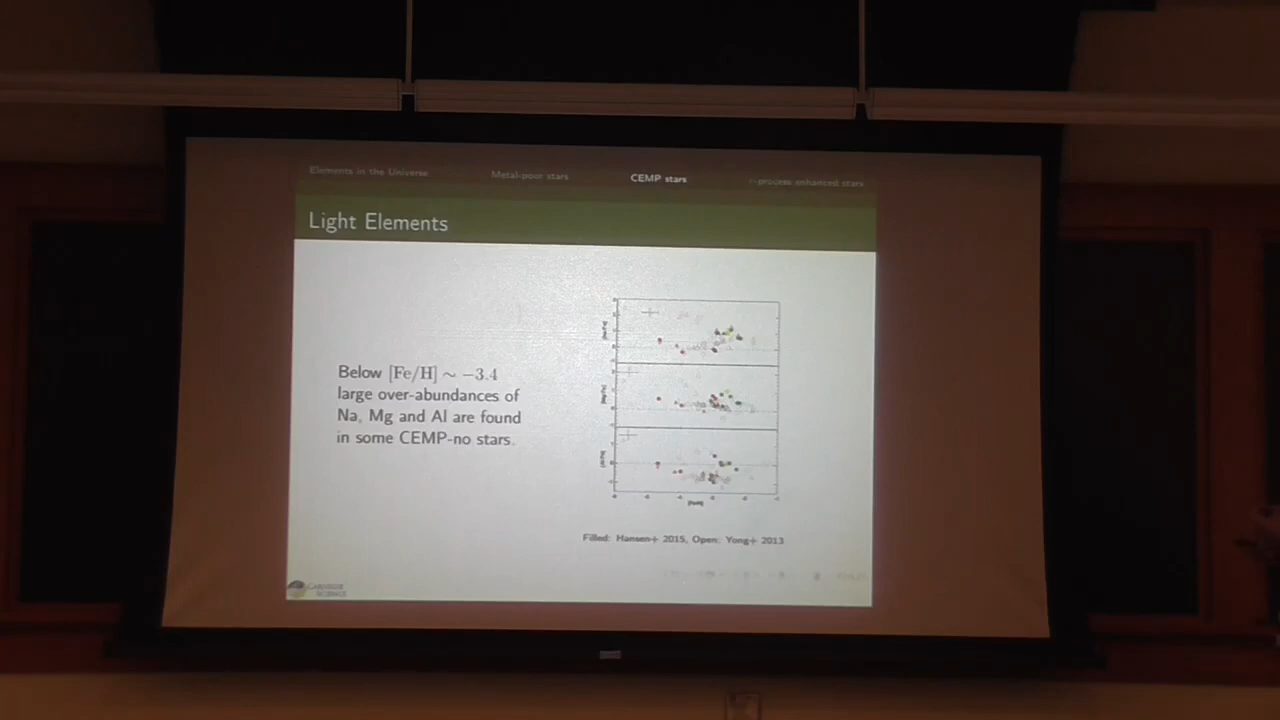 Elements in the Universe Metal-poor stars CEMP stars r-process enhanced stars
Light Elements
Below [Fe/H] ∼ −3.4
large over-abundances of
Na, Mg and Al are found
in some CEMP-no stars.
Filled: Hansen+ 2015, Open: Yong+ 2013
CARNEGIE
SCIENCE